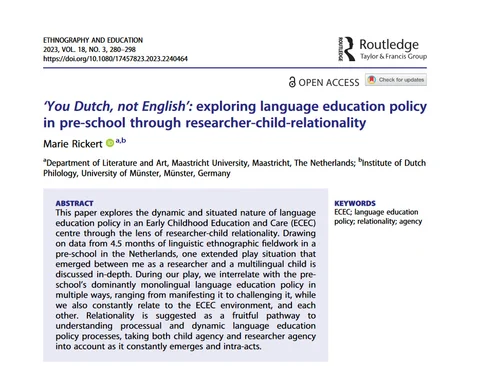 ETHNOGRAPHY AND EDUCATION
2023, VOL. 18, NO. 3, 280–298
https://doi.org/10.1080/17457823.2023.2240464
ROUTLEDGE
Routledge
Taylor & Francis Group
OPEN ACCESS
Check for updates
‘You Dutch, not English’: exploring language education policy
in pre-school through researcher-child-relationality
Marie Rickert a,b
aDepartment of Literature and Art, Maastricht University, Maastricht, The Netherlands; bInstitute of Dutch
Philology, University of Münster, Münster, Germany
ABSTRACT
This paper explores the dynamic and situated nature of language
education policy in an Early Childhood Education and Care (ECEC)
centre through the lens of researcher-child relationality. Drawing
on data from 4.5 months of linguistic ethnographic fieldwork in a
pre-school in the Netherlands, one extended play situation that
emerged between me as a researcher and a multilingual child is
discussed in-depth. During our play, we interrelate with the pre-
school’s dominantly monolingual language education policy in
multiple ways, ranging from manifesting it to challenging it, while
we also constantly relate to the ECEC environment, and each
other. Relationality is suggested as a fruitful pathway to
understanding processual and dynamic language education
policy processes, taking both child agency and researcher agency
into account as it constantly emerges and intra-acts.
KEYWORDS
ECEC; language education
policy; relationality; agency